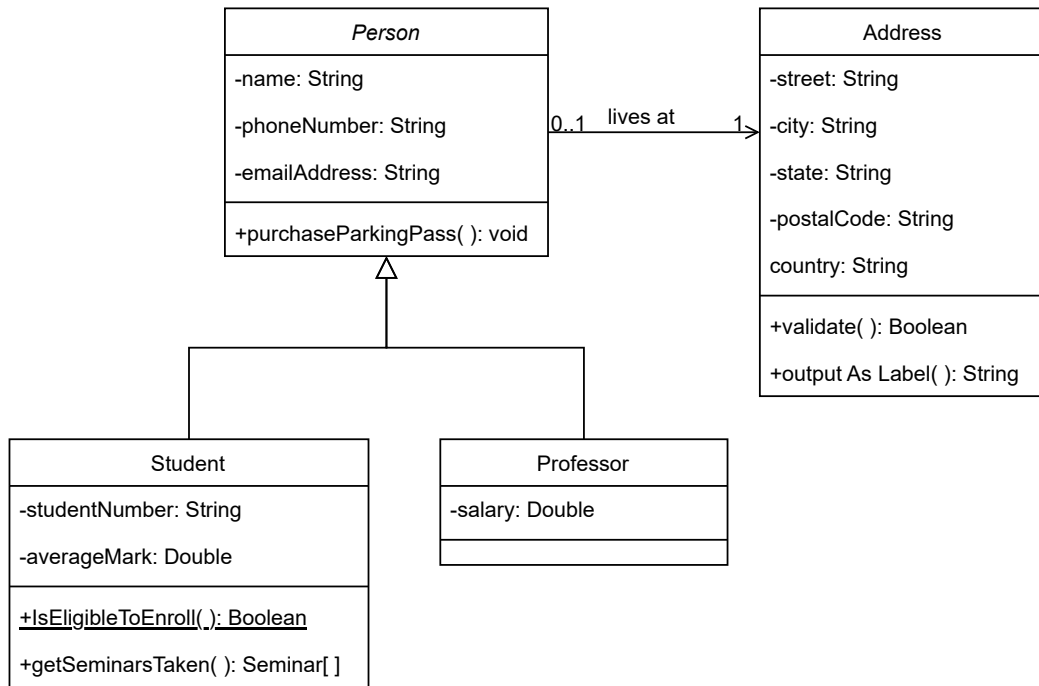 Person
-name: String
-phoneNumber: String
-emailAddress: String
+purchaseParkingPass( ): void
0..1
lives at
1
Address
-street: String
-city: String
-state: String
-postalCode: String
country: String
+validate( ): Boolean
+output As Label( ): String
Student
-studentNumber: String
-averageMark: Double
+IsEligibleToEnroll( ): Boolean
+getSeminarsTaken( ): Seminar[ ]
Professor
-salary: Double